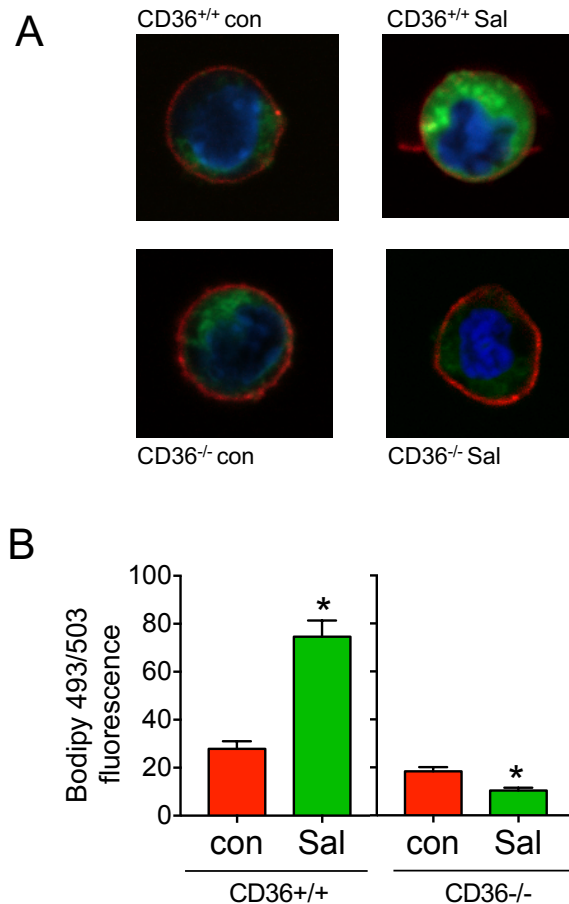 A
CD36+/+ con
CD36+/+ Sal
CD36-/- con
CD36-/- Sal
B
Bodipy 493/503
fluorescence
100
80
60
40
20
0
*
*
con
Sal
con
Sal
CD36+/+
CD36-/-